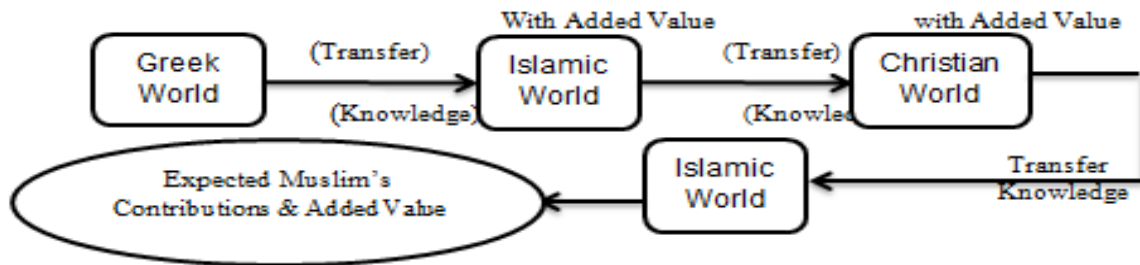 With Added Value
with Added Value
Greek
World
(Transfer)
(Knowledge)
Islamic
World
(Transfer)
(Knowled
Christian
World
Transfer
Knowledge
Islamic
World
Expected Muslim's
Contributions & Added Value